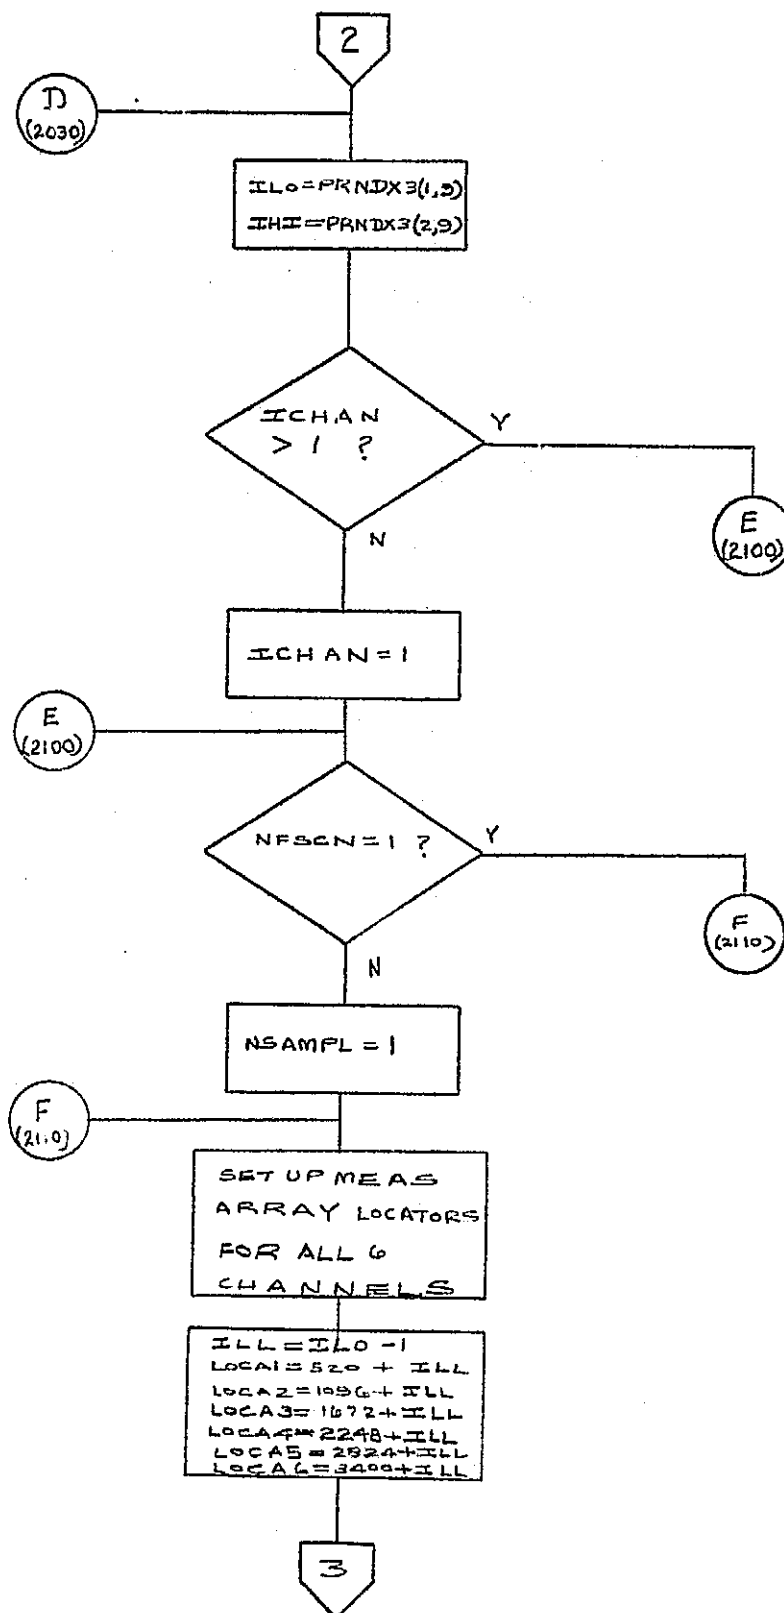 2
D
(2030)
ILO=PRNDX3(1,9)
IHI=PRNDX3(2,9)
ICHAN
> 1 ?
Y
N
E
(2100)
ICHAN=1
E
(2100)
NFSCN=1 ?
Y
N
F
(2110)
NSAMPL=1
F
(2110)
SET UP MEAS
ARRAY LOCATORS
FOR ALL 6
CHANNELS
ILL=ILO-1
LOCA1=520+ILL
LOCA2=1096+ILL
LOCA3=1672+ILL
LOCA4=2248+ILL
LOCA5=2824+ILL
LOCA6=3400+ILL
3